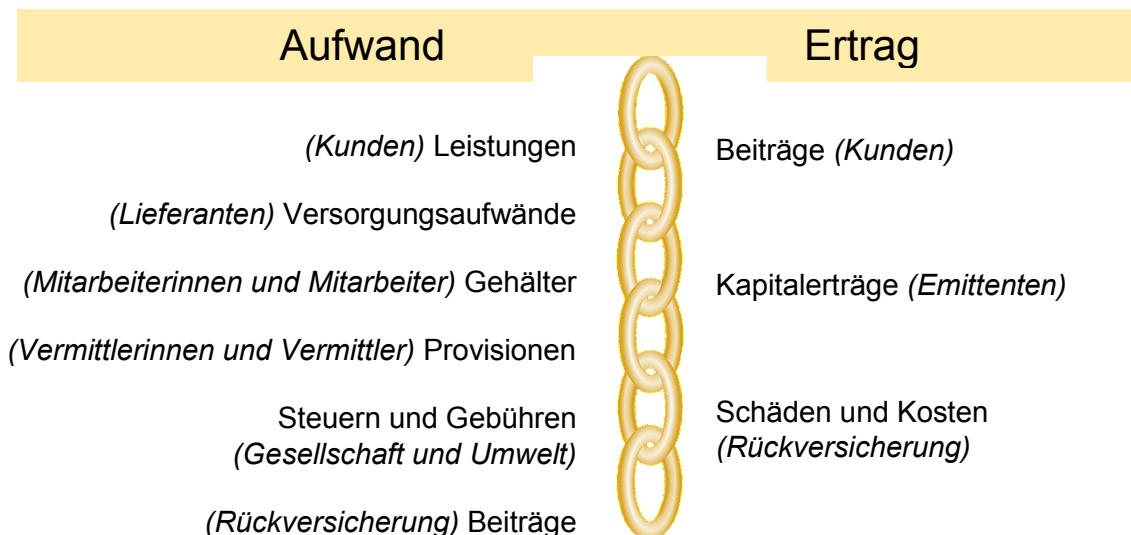 Aufwand
Ertrag
(Kunden) Leistungen
Beiträge (Kunden)
(Lieferanten) Versorgungsaufwände
(Mitarbeiterinnen und Mitarbeiter) Gehälter
Kapitalerträge (Emittenten)
(Vermittlerinnen und Vermittler) Provisionen
Steuern und Gebühren
(Gesellschaft und Umwelt)
Schäden und Kosten
(Rückversicherung)
(Rückversicherung) Beiträge